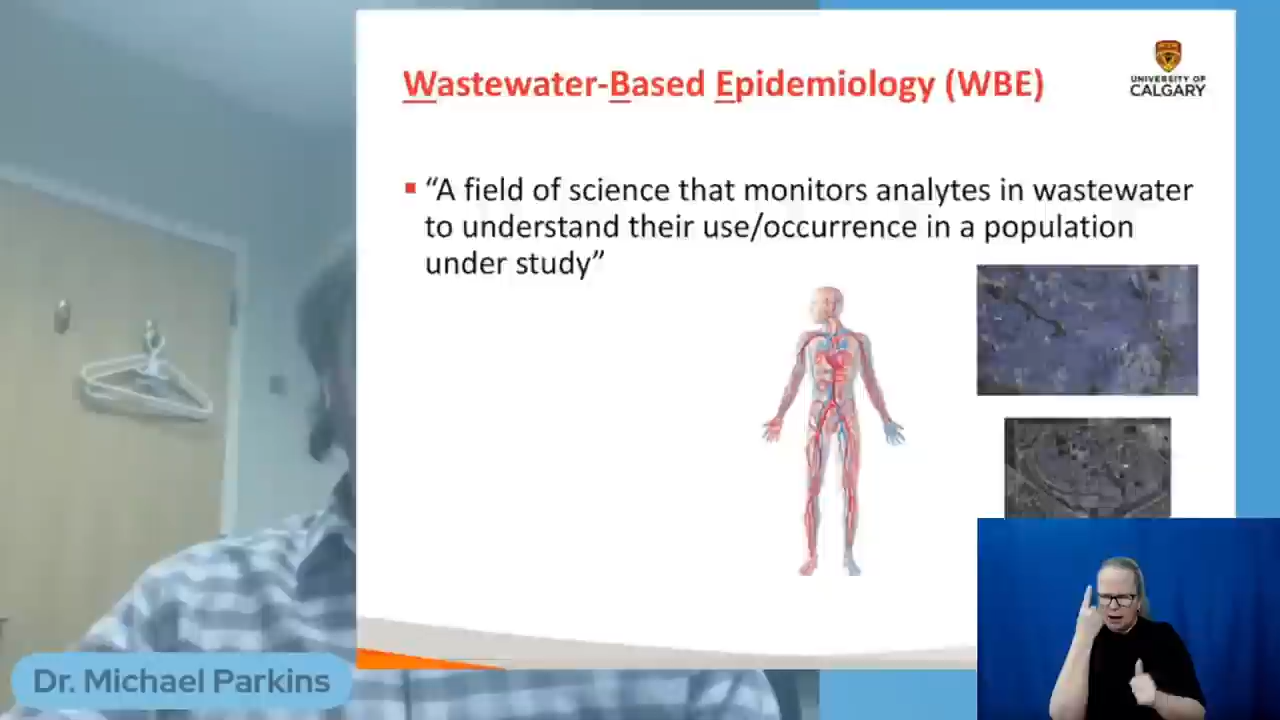 Wastewater-Based Epidemiology (WBE)
UNIVERSITY OF
CALGARY
▪ “A field of science that monitors analytes in wastewater
to understand their use/occurrence in a population
under study”
Dr. Michael Parkins